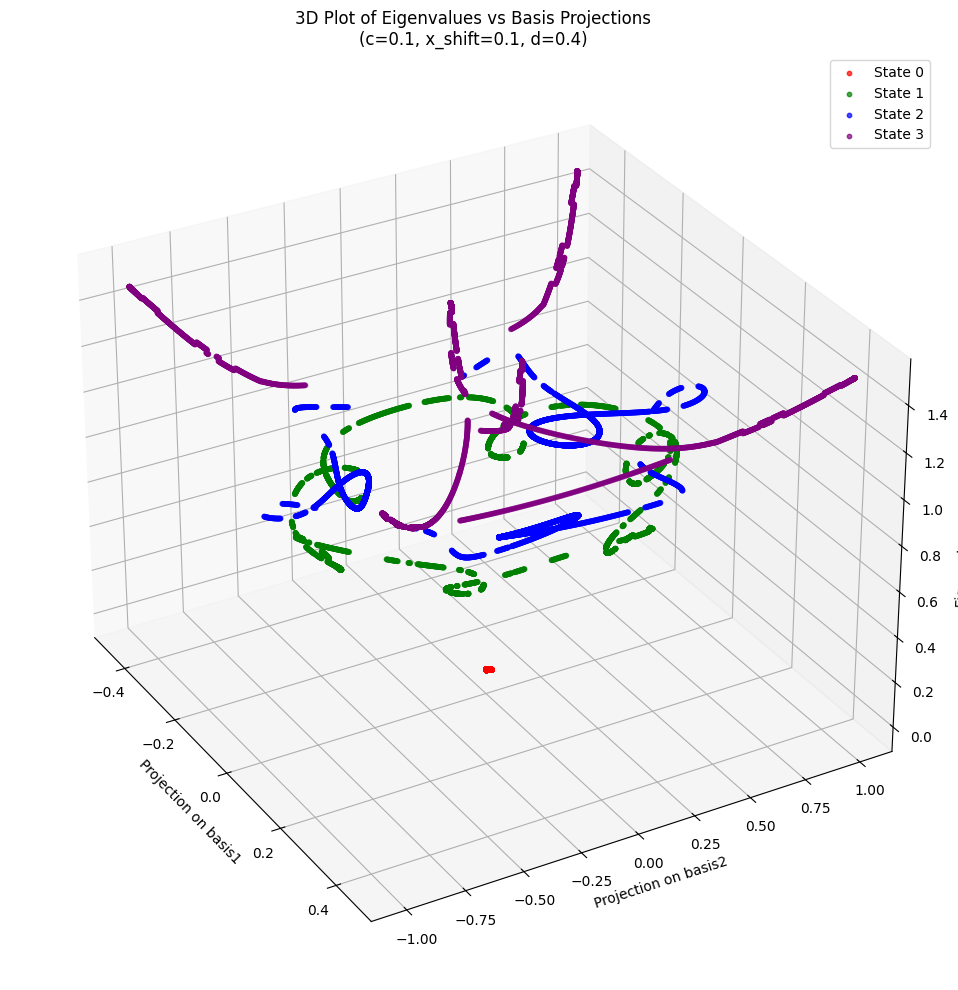 3D Plot of Eigenvalues vs Basis Projections
(c=0.1, x_shift=0.1, d=0.4)
State 0
State 1
State 2
State 3
1.4
1.2
1.0
0.8
0.6
0.4
0.2
0.0
−0.4
−0.2
0.0
0.2
0.4
Projection on basis1
−1.00
−0.75
−0.50
−0.25
0.00
0.25
0.50
0.75
1.00
Projection on basis2